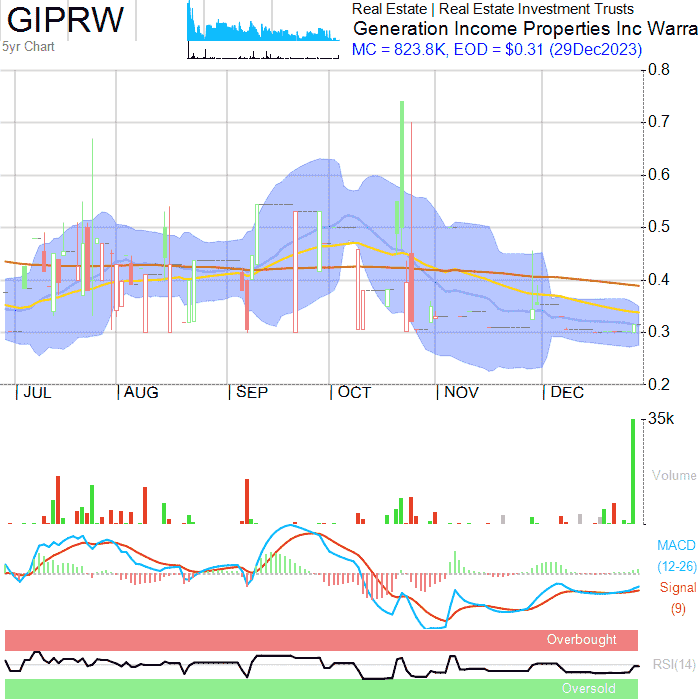 GIPRW
5yr Chart
Real Estate | Real Estate Investment Trusts
Generation Income Properties Inc Warra
MC = 823.8K, EOD = $0.31 (29Dec2023)
0.8
0.7
0.6
0.5
0.4
0.3
0.2
JUL AUG SEP OCT NOV DEC
35k
Volume
MACD
(12-26)
Signal
(9)
Overbought
RSI(14)
Oversold